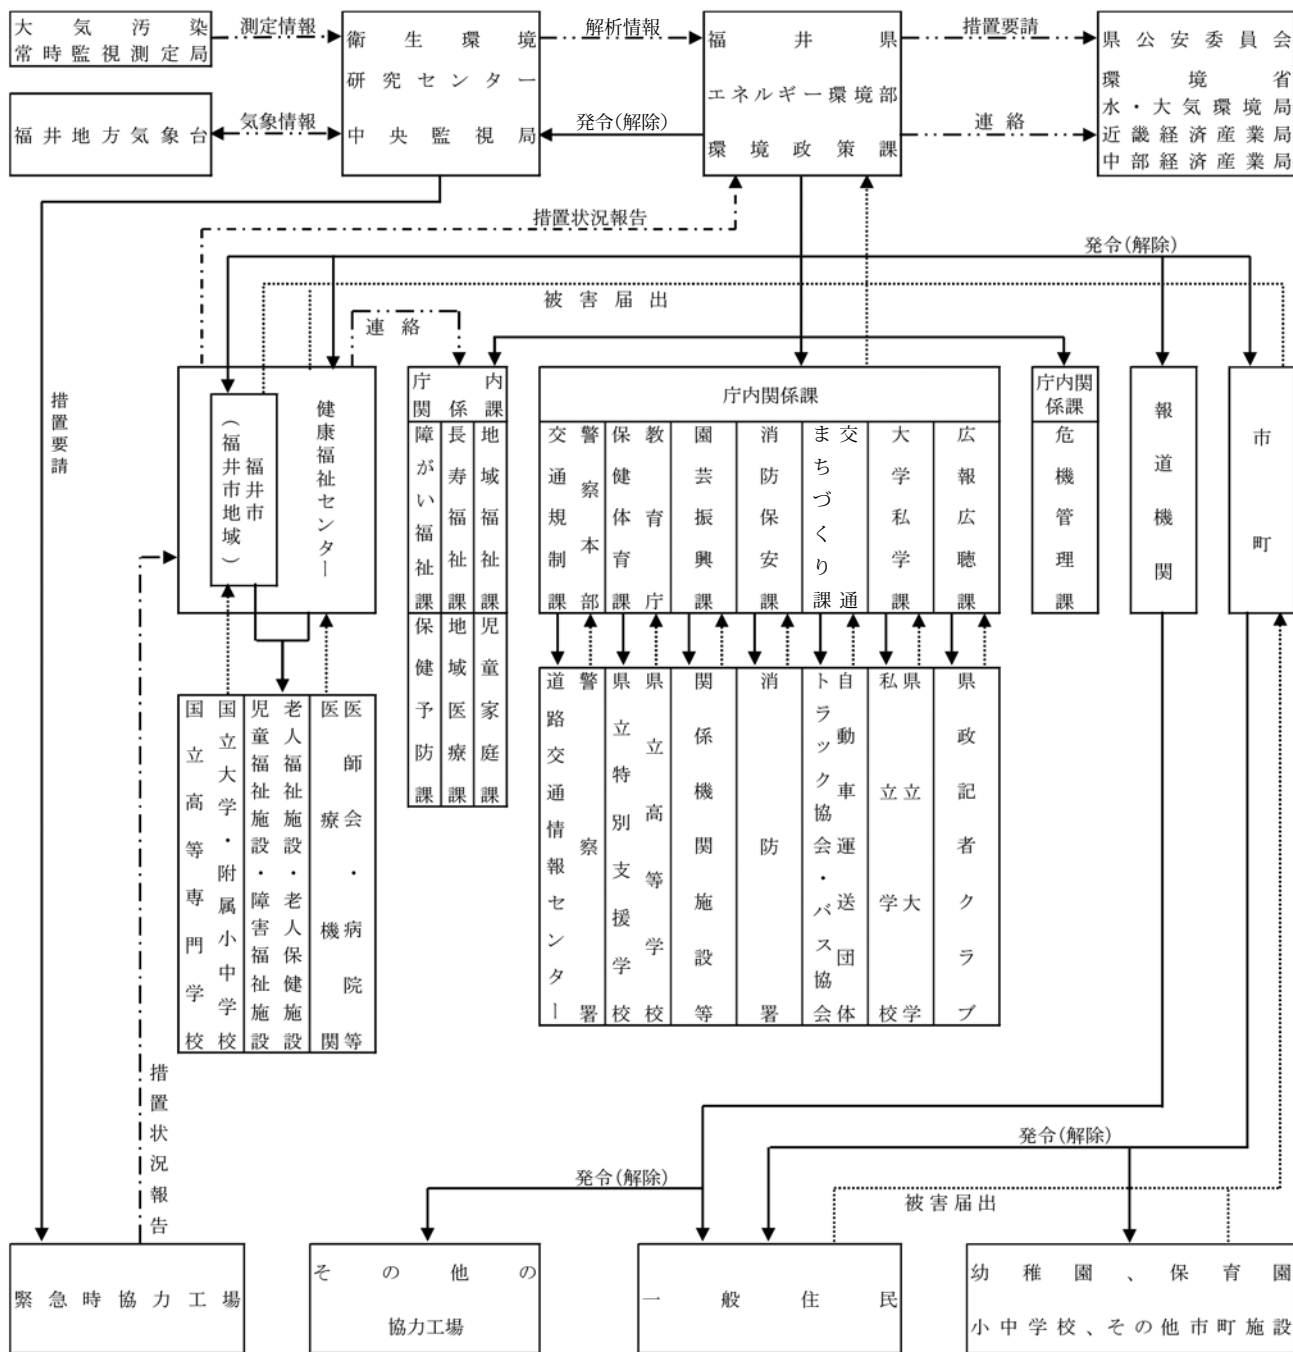 大気汚染
常時監視測定局
測定情報
衛生環境
研究センター
中央監視局
解析情報
福井県
エネルギー環境部
環境政策課
措置要請
県公安委員会
環境省
水・大気環境局
近畿経済産業局
中部経済産業局
福井地方気象台
気象情報
発令(解除)
連絡
措置状況報告
発令(解除)
被害届出
連絡
措置要請
福井市
(福井市地域)
健康福祉センター
庁内
関係課
地域福祉課
長寿福祉課
障がい福祉課
児童家庭課
地域医療課
保健予防課
庁内関係課
警察本部
交通規制課
教育庁
保健体育課
園芸振興課
消防保安課
交通
まちづくり課
大学私学課
広報広聴課
庁内関
係課
危機管理課
報道機関
市町
国立大学・附属小中学校
国立高等専門学校
老人福祉施設・老人保健施設
児童福祉施設・障害福祉施設
医師会・病院等
医療機関
警察署
道路交通情報センター
県立高等学校
県立特別支援学校
関係機関施設等
消防署
自動車運送団体
トラック協会・バス協会
県立大学
私立学校
県政記者クラブ
措置状況報告
発令(解除)
発令(解除)
被害届出
緊急時協力工場
その他の
協力工場
一般住民
幼稚園、保育園
小中学校、その他市町施設